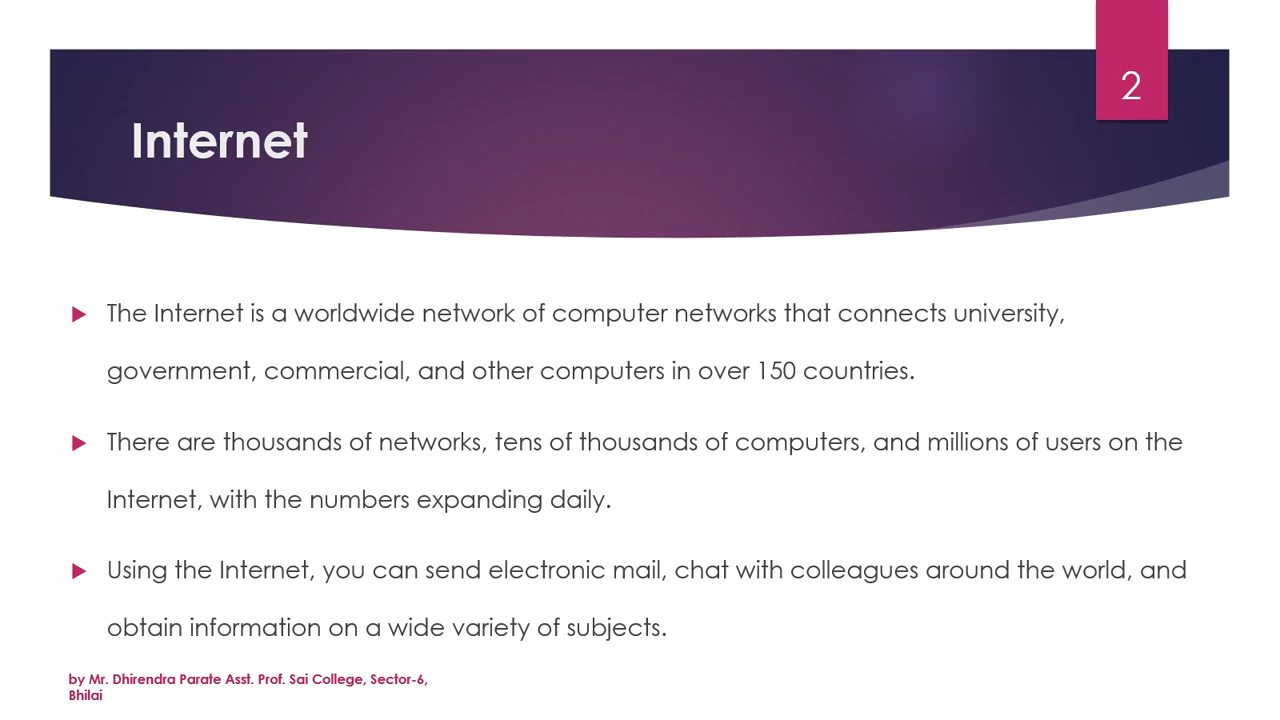 2
Internet
The Internet is a worldwide network of computer networks that connects university,
government, commercial, and other computers in over 150 countries.
There are thousands of networks, tens of thousands of computers, and millions of users on the
Internet, with the numbers expanding daily.
Using the Internet, you can send electronic mail, chat with colleagues around the world, and
obtain information on a wide variety of subjects.
by Mr. Dhirendra Parate Asst. Prof. Sai College, Sector-6,
Bhilai